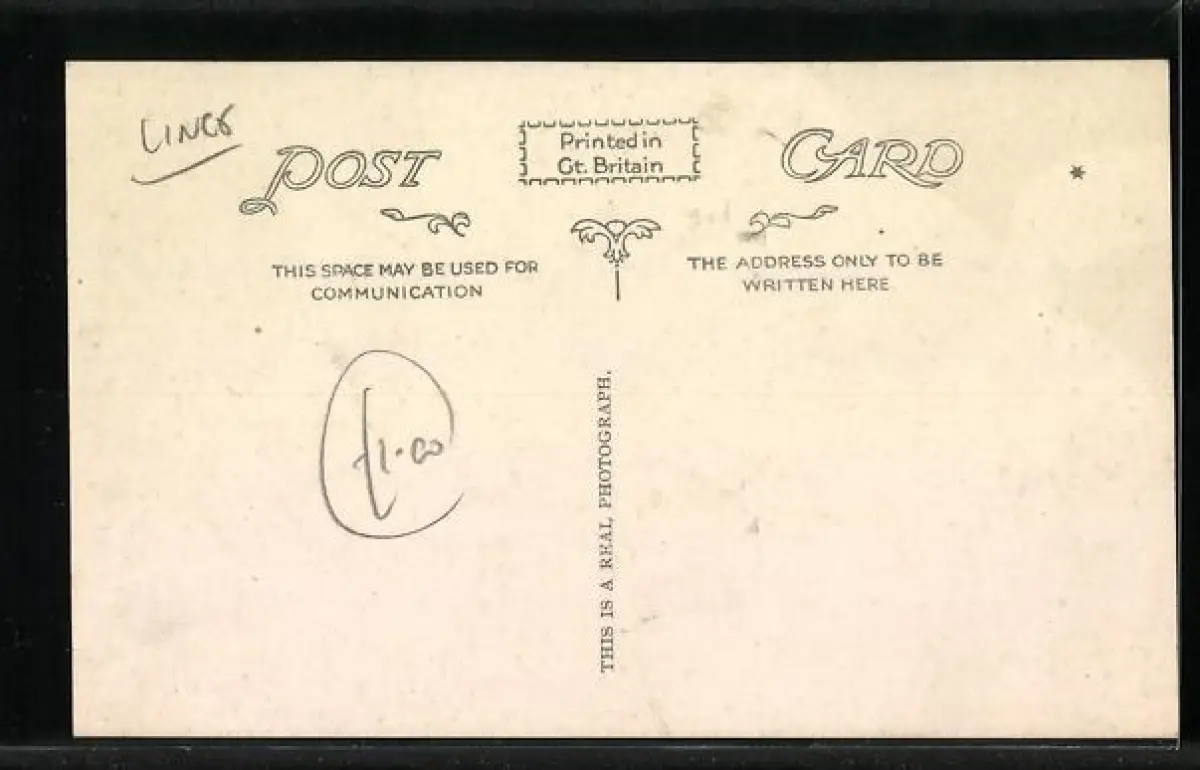 LINCS
POST
Printed in
Gt. Britain
CARD
*
THIS SPACE MAY BE USED FOR
COMMUNICATION
THE ADDRESS ONLY TO BE
WRITTEN HERE
£1·00
THIS IS A REAL PHOTOGRAPH.